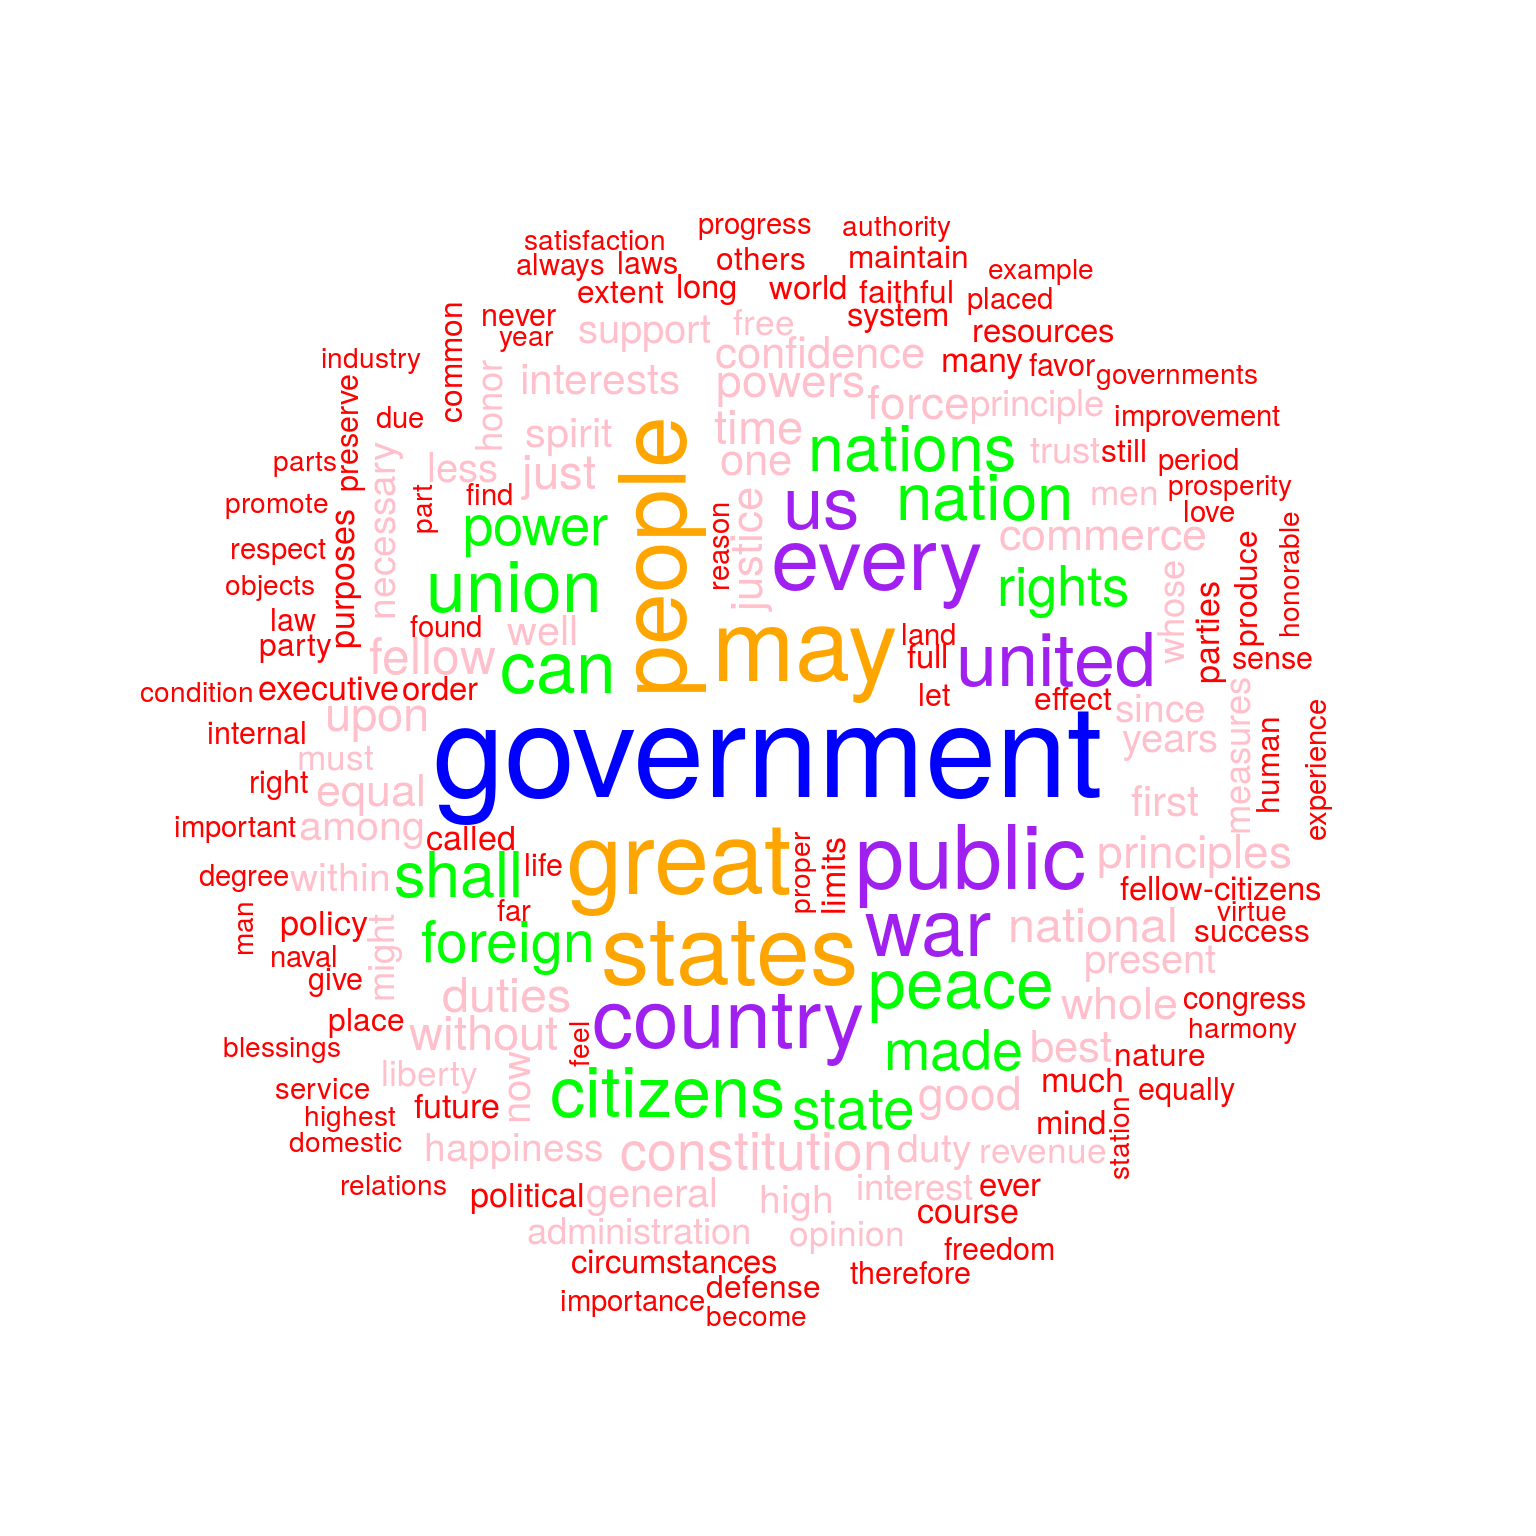 progress
authority
satisfaction
always
laws
others
maintain
example
extent
long
world
faithful
placed
never
year
support
free
system
resources
industry
common
honor
interests
confidence
powers
many
favor
governments
preserve
due
spirit
people
time
force
principle
improvement
parts
necessary
less
just
one
nations
trust
still
period
promote
part
find
power
reason
justice
us
nation
men
prosperity
love
respect
purposes
union
every
commerce
rights
whose
produce
honorable
objects
law
party
found
well
fellow
can
may
land
full
united
parties
sense
condition
executive
order
let
effect
internal
upon
must
government
since
years
measures
human
experience
right
equal
first
important
among
called
great
proper
limits
public
principles
degree
within
shall
life
far
fellow-citizens
virtue
success
man
policy
might
foreign
states
war
national
present
naval
give
duties
peace
whole
congress
harmony
place
without
feel
country
made
best
nature
blessings
liberty
now
citizens
state
good
much
equally
service
highest
future
domestic
happiness
constitution
duty
revenue
mind
station
relations
political
general
high
interest
ever
course
administration
opinion
freedom
circumstances
therefore
defense
importance
become